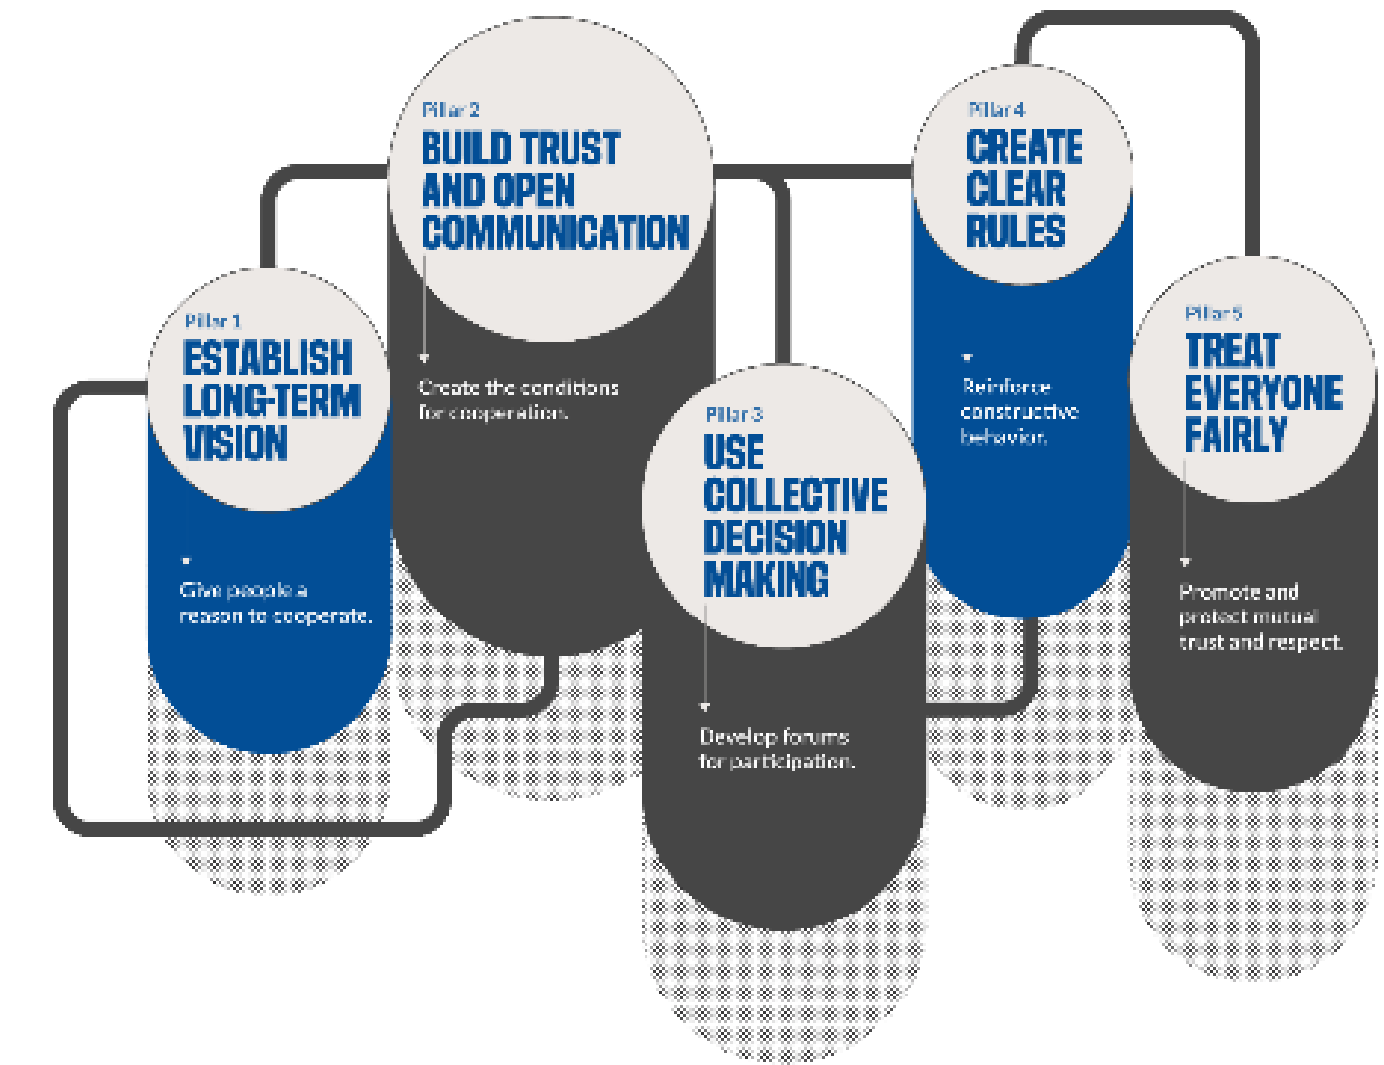 Pillar 1
ESTABLISH
LONG-TERM
VISION
Give people a
reason to cooperate.
Pillar 2
BUILD TRUST
AND OPEN
COMMUNICATION
Create the conditions
for cooperation.
Pillar 3
USE
COLLECTIVE
DECISION
MAKING
Develop forums
for participation.
Pillar 4
CREATE
CLEAR
RULES
Reinforce
constructive
behavior.
Pillar 5
TREAT
EVERYONE
FAIRLY
Promote and
protect mutual
trust and respect.